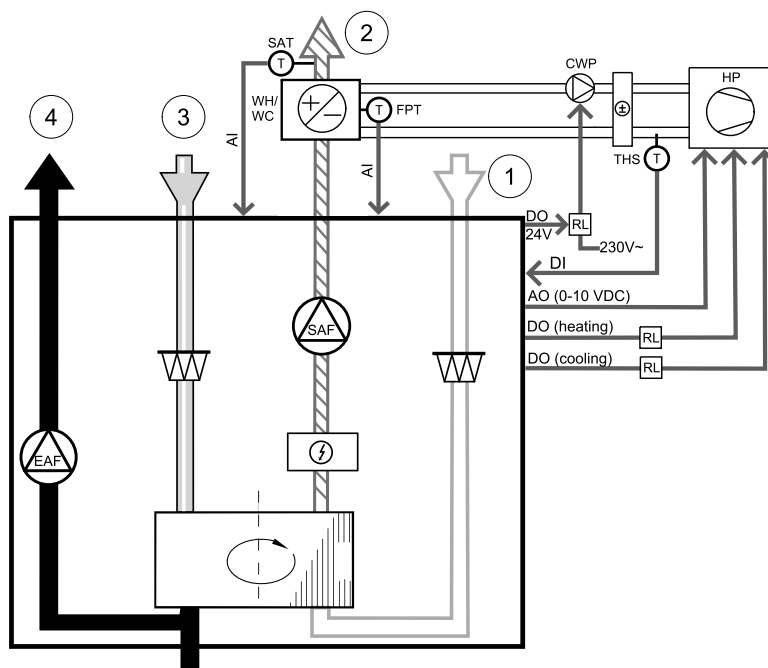 SAT
2
CWP
HP
4
3
WH/
WC
T
T
FPT
AI
AI
1
THS
T
DO
24V
RL
230V~
DI
AO (0-10 VDC)
DO (heating)
RL
DO (cooling)
RL
SAF
EAF